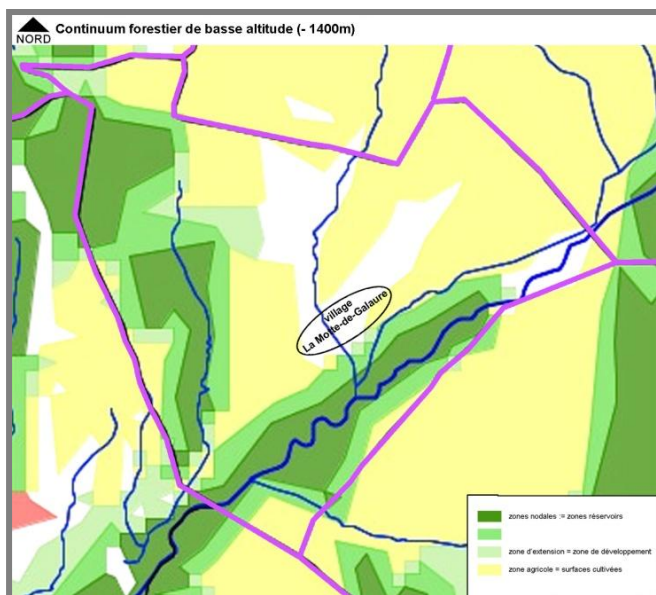 NORD
Continuum forestier de basse altitude (- 1400m)
village
La Motte-de-Galaure
zones nodales := zones réservoirs
zone d'extension = zone de développement
zone agricole = surfaces cultivées